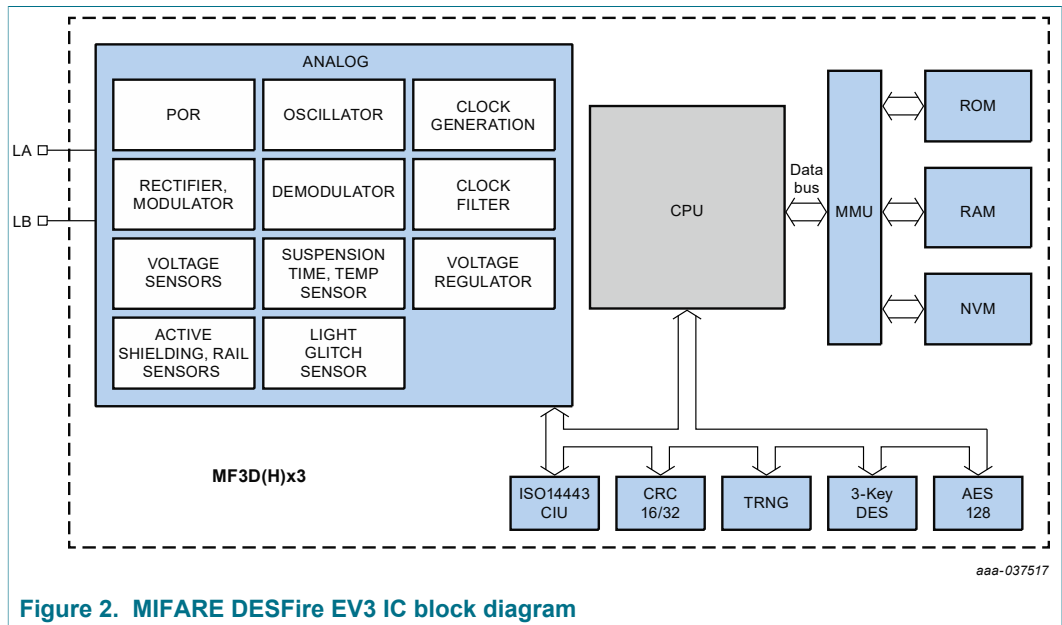 ANALOG
POR
OSCILLATOR
CLOCK
GENERATION
LA
RECTIFIER,
MODULATOR
DEMODULATOR
CLOCK
FILTER
LB
VOLTAGE
SENSORS
SUSPENSION
TIME, TEMP
SENSOR
VOLTAGE
REGULATOR
ACTIVE
SHIELDING, RAIL
SENSORS
LIGHT
GLITCH
SENSOR
CPU
Data
bus
MMU
ROM
RAM
NVM
MF3D(H)x3
ISO14443
CIU
CRC
16/32
TRNG
3-Key
DES
AES
128
aaa-037517
Figure 2. MIFARE DESFire EV3 IC block diagram